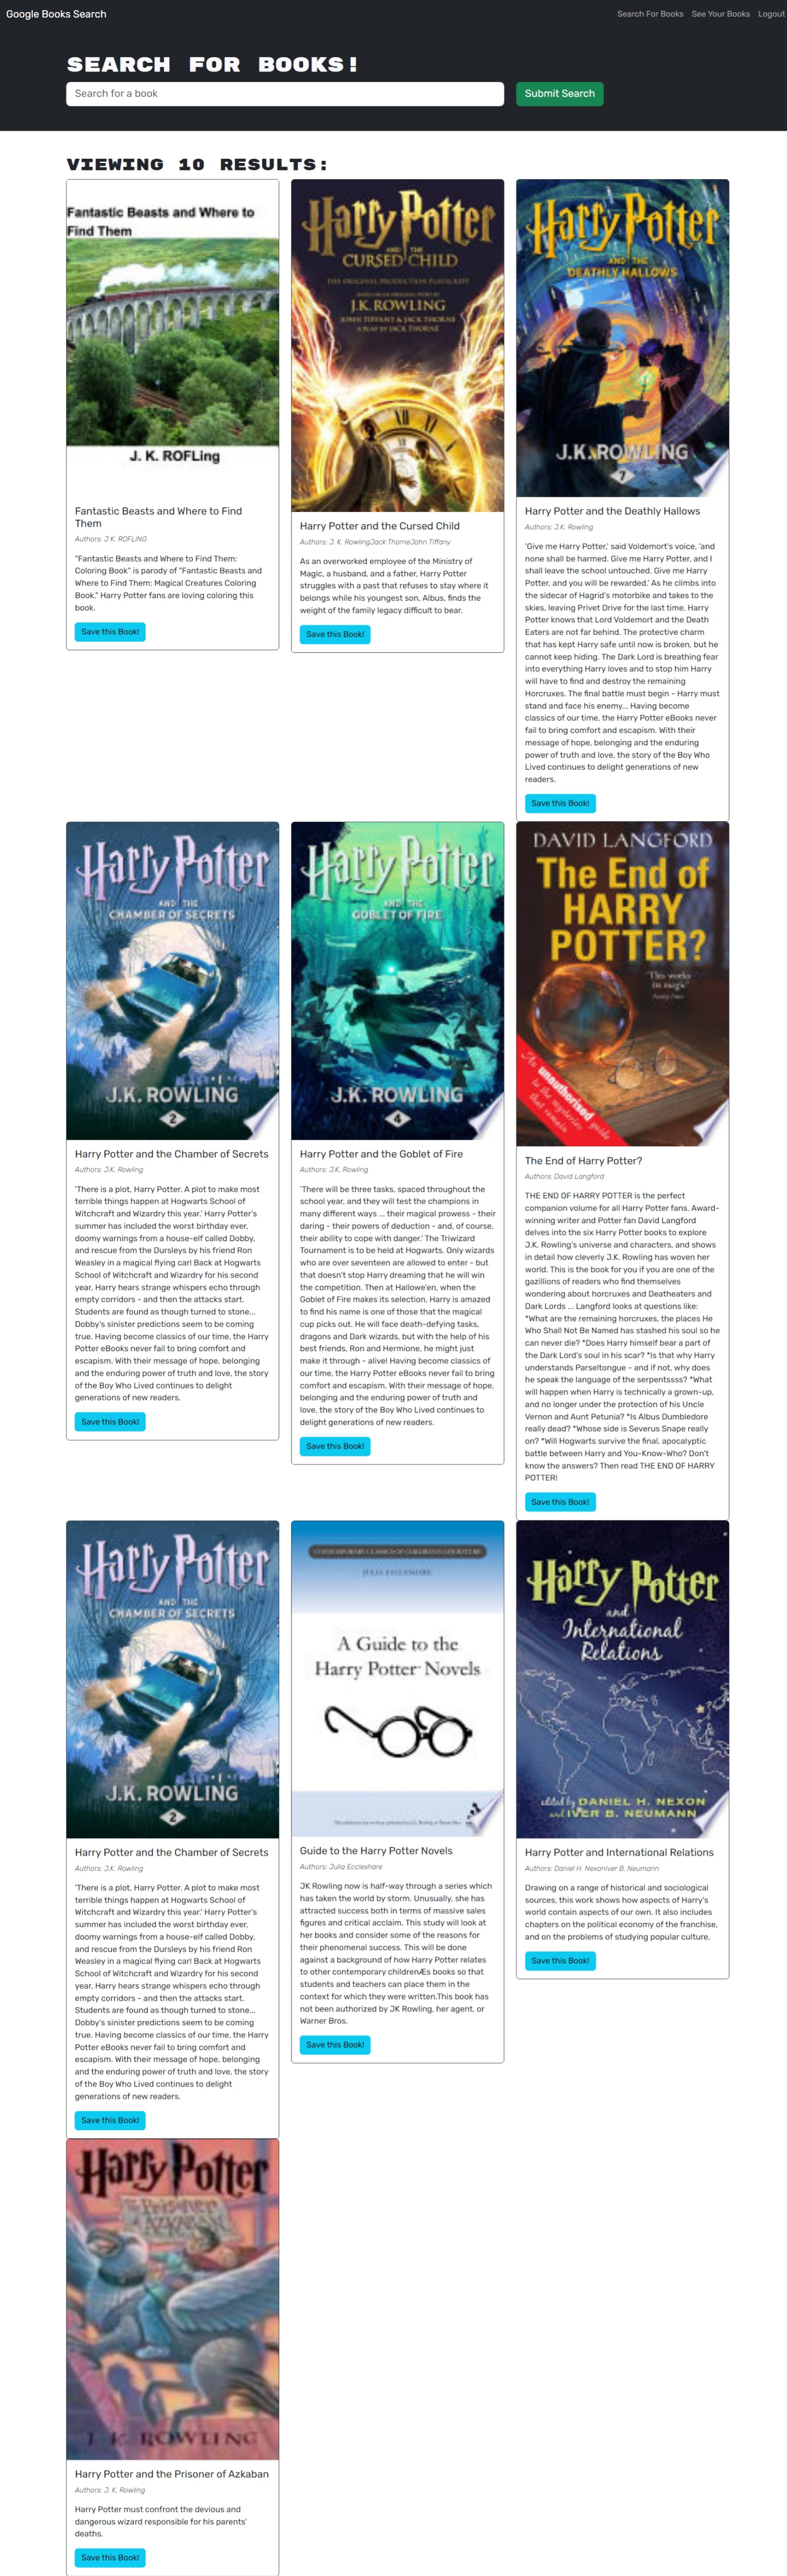 Google Books Search
Search For Books
See Your Books
Logout
SEARCH FOR BOOKS!
Search for a book
Submit Search
VIEWING 10 RESULTS:
Fantastic Beasts and Where to
Find Them
J. K. ROFLing
Fantastic Beasts and Where to Find
Them
Authors: J K. ROFLING
"Fantastic Beasts and Where to Find Them:
Coloring Book" is parody of "Fantastic Beasts and
Where to Find Them: Magical Creatures Coloring
Book." Harry Potter fans are loving coloring this
book.
Save this Book!
Harry Potter
AND THE
CURSED CHILD
THE ORIGINAL PRODUCTION PLAYSCRIPT
J.K. ROWLING
JOHN TIFFANY & JACK THORNE
A PLAY BY JACK THORNE
Harry Potter and the Cursed Child
Authors: J. K. RowlingJack ThorneJohn Tiffany
As an overworked employee of the Ministry of
Magic, a husband, and a father, Harry Potter
struggles with a past that refuses to stay where it
belongs while his youngest son, Albus, finds the
weight of the family legacy difficult to bear.
Save this Book!
Harry Potter
AND THE
DEATHLY HALLOWS
J.K. ROWLING
7
Harry Potter and the Deathly Hallows
Authors: J.K. Rowling
'Give me Harry Potter,' said Voldemort's voice, 'and
none shall be harmed. Give me Harry Potter, and I
shall leave the school untouched. Give me Harry
Potter, and you will be rewarded.' As he climbs into
the sidecar of Hagrid's motorbike and takes to the
skies, leaving Privet Drive for the last time, Harry
Potter knows that Lord Voldemort and the Death
Eaters are not far behind. The protective charm
that has kept Harry safe until now is broken, but he
cannot keep hiding. The Dark Lord is breathing fear
into everything Harry loves and to stop him Harry
will have to find and destroy the remaining
Horcruxes. The final battle must begin - Harry must
stand and face his enemy... Having become
classics of our time, the Harry Potter eBooks never
fail to bring comfort and escapism. With their
message of hope, belonging and the enduring
power of truth and love, the story of the Boy Who
Lived continues to delight generations of new
readers.
Save this Book!
Harry Potter
AND THE
CHAMBER OF SECRETS
J.K. ROWLING
2
Harry Potter and the Chamber of Secrets
Authors: J.K. Rowling
'There is a plot, Harry Potter. A plot to make most
terrible things happen at Hogwarts School of
Witchcraft and Wizardry this year.' Harry Potter's
summer has included the worst birthday ever,
doomy warnings from a house-elf called Dobby,
and rescue from the Dursleys by his friend Ron
Weasley in a magical flying car! Back at Hogwarts
School of Witchcraft and Wizardry for his second
year, Harry hears strange whispers echo through
empty corridors - and then the attacks start.
Students are found as though turned to stone...
Dobby's sinister predictions seem to be coming
true. Having become classics of our time, the Harry
Potter eBooks never fail to bring comfort and
escapism. With their message of hope, belonging
and the enduring power of truth and love, the story
of the Boy Who Lived continues to delight
generations of new readers.
Save this Book!
Harry Potter
AND THE
GOBLET OF FIRE
J.K. ROWLING
4
Harry Potter and the Goblet of Fire
Authors: J.K. Rowling
'There will be three tasks, spaced throughout the
school year, and they will test the champions in
many different ways ... their magical prowess - their
daring - their powers of deduction - and, of course,
their ability to cope with danger.' The Triwizard
Tournament is to be held at Hogwarts. Only wizards
who are over seventeen are allowed to enter - but
that doesn't stop Harry dreaming that he will win
the competition. Then at Hallowe'en, when the
Goblet of Fire makes its selection, Harry is amazed
to find his name is one of those that the magical
cup picks out. He will face death-defying tasks,
dragons and Dark wizards, but with the help of his
best friends, Ron and Hermione, he might just
make it through - alive! Having become classics of
our time, the Harry Potter eBooks never fail to bring
comfort and escapism. With their message of hope,
belonging and the enduring power of truth and
love, the story of the Boy Who Lived continues to
delight generations of new readers.
Save this Book!
DAVID LANGFORD
The End of
HARRY
POTTER?
'This works
its magic'
An unauthorised guide
to the mysteries
that remain
The End of Harry Potter?
Authors: David Langford
THE END OF HARRY POTTER is the perfect
companion volume for all Harry Potter fans. Award-
winning writer and Potter fan David Langford
delves into the six Harry Potter books to explore
J.K. Rowling's universe and characters, and shows
in detail how cleverly J.K. Rowling has woven her
world. This is the book for you if you are one of the
gazillions of readers who find themselves
wondering about horcruxes and Deatheaters and
Dark Lords ... Langford looks at questions like:
*What are the remaining horcruxes, the places He
Who Shall Not Be Named has stashed his soul so he
can never die? *Does Harry himself bear a part of
the Dark Lord's soul in his scar? *Is that why Harry
understands Parseltongue - and if not, why does
he speak the language of the serpentssss? *What
will happen when Harry is technically a grown-up,
and no longer under the protection of his Uncle
Vernon and Aunt Petunia? *Is Albus Dumbledore
really dead? *Whose side is Severus Snape really
on? *Will Hogwarts survive the final, apocalyptic
battle between Harry and You-Know-Who? Don't
know the answers? Then read THE END OF HARRY
POTTER!
Save this Book!
Harry Potter
AND THE
CHAMBER OF SECRETS
J.K. ROWLING
2
Harry Potter and the Chamber of Secrets
Authors: J.K. Rowling
'There is a plot, Harry Potter. A plot to make most
terrible things happen at Hogwarts School of
Witchcraft and Wizardry this year.' Harry Potter's
summer has included the worst birthday ever,
doomy warnings from a house-elf called Dobby,
and rescue from the Dursleys by his friend Ron
Weasley in a magical flying car! Back at Hogwarts
School of Witchcraft and Wizardry for his second
year, Harry hears strange whispers echo through
empty corridors - and then the attacks start.
Students are found as though turned to stone...
Dobby's sinister predictions seem to be coming
true. Having become classics of our time, the Harry
Potter eBooks never fail to bring comfort and
escapism. With their message of hope, belonging
and the enduring power of truth and love, the story
of the Boy Who Lived continues to delight
generations of new readers.
Save this Book!
CONTEMPORARY CLASSICS OF CHILDREN'S LITERATURE
JULIA ECCLESHARE
A Guide to the
Harry Potter Novels
Guide to the Harry Potter Novels
Authors: Julia Eccleshare
JK Rowling now is half-way through a series which
has taken the world by storm. Unusually, she has
attracted success both in terms of massive sales
figures and critical acclaim. This study will look at
her books and consider some of the reasons for
their phenomenal success. This will be done
against a background of how Harry Potter relates
to other contemporary childrenÆs books so that
students and teachers can place them in the
context for which they were written.This book has
not been authorized by JK Rowling, her agent, or
Warner Bros.
Save this Book!
Harry Potter
and
International
Relations
edited by DANIEL H. NEXON
and IVER B. NEUMANN
Harry Potter and International Relations
Authors: Daniel H. NexonIver B. Neumann
Drawing on a range of historical and sociological
sources, this work shows how aspects of Harry's
world contain aspects of our own. It also includes
chapters on the political economy of the franchise,
and on the problems of studying popular culture.
Save this Book!
Harry Potter
The Prisoner of
AZKABAN
J. K. ROWLING
Harry Potter and the Prisoner of Azkaban
Authors: J. K. Rowling
Harry Potter must confront the devious and
dangerous wizard responsible for his parents'
deaths.
Save this Book!